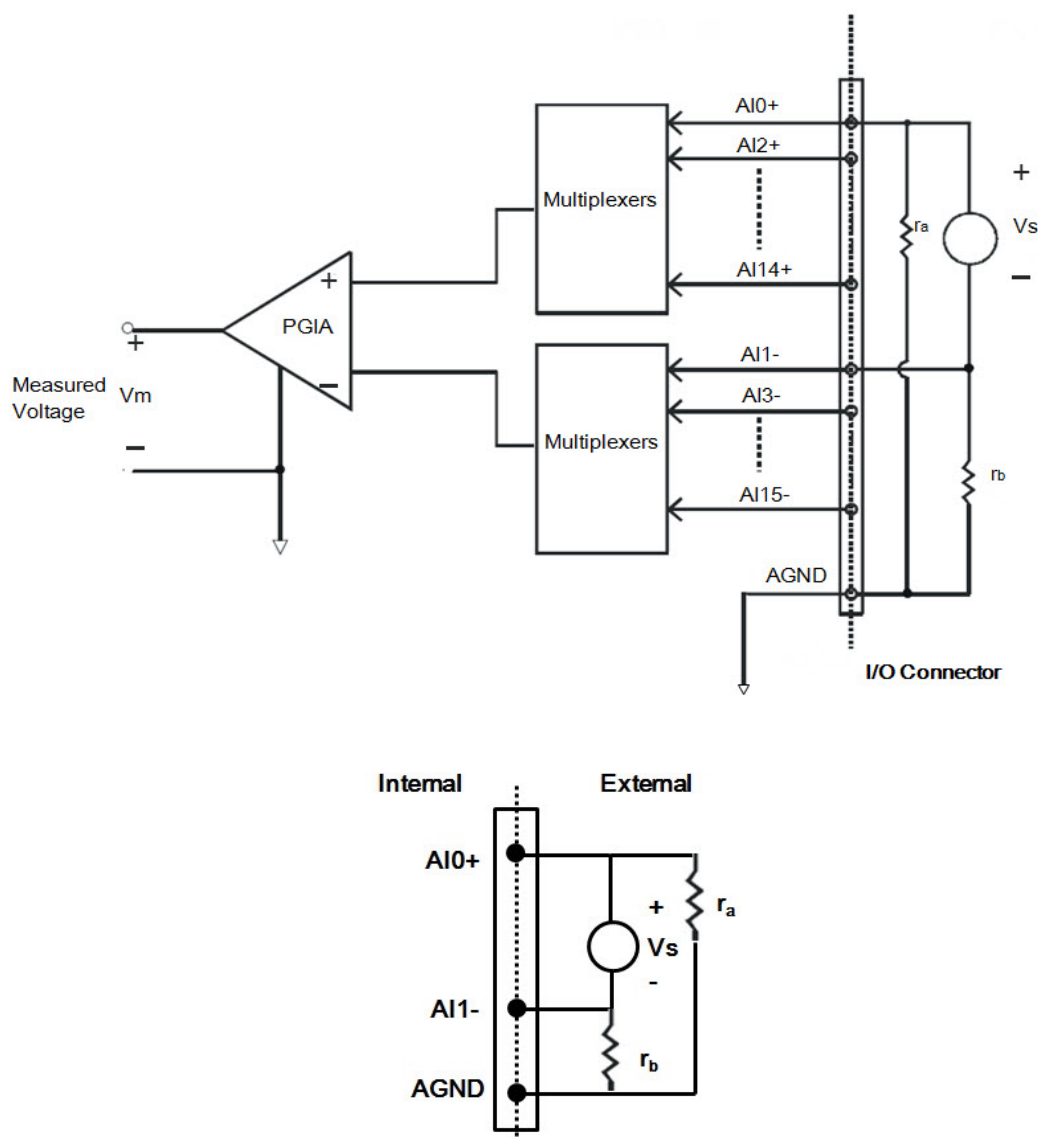 AI0+
AI2+
Multiplexers
AI14+
ra
+
Vs
−
+
PGIA
−
AI1-
AI3-
Multiplexers
AI15-
rb
+
Measured
Voltage
Vm
−
AGND
I/O Connector
Internal External
AI0+
+
Vs
-
ra
AI1-
rb
AGND